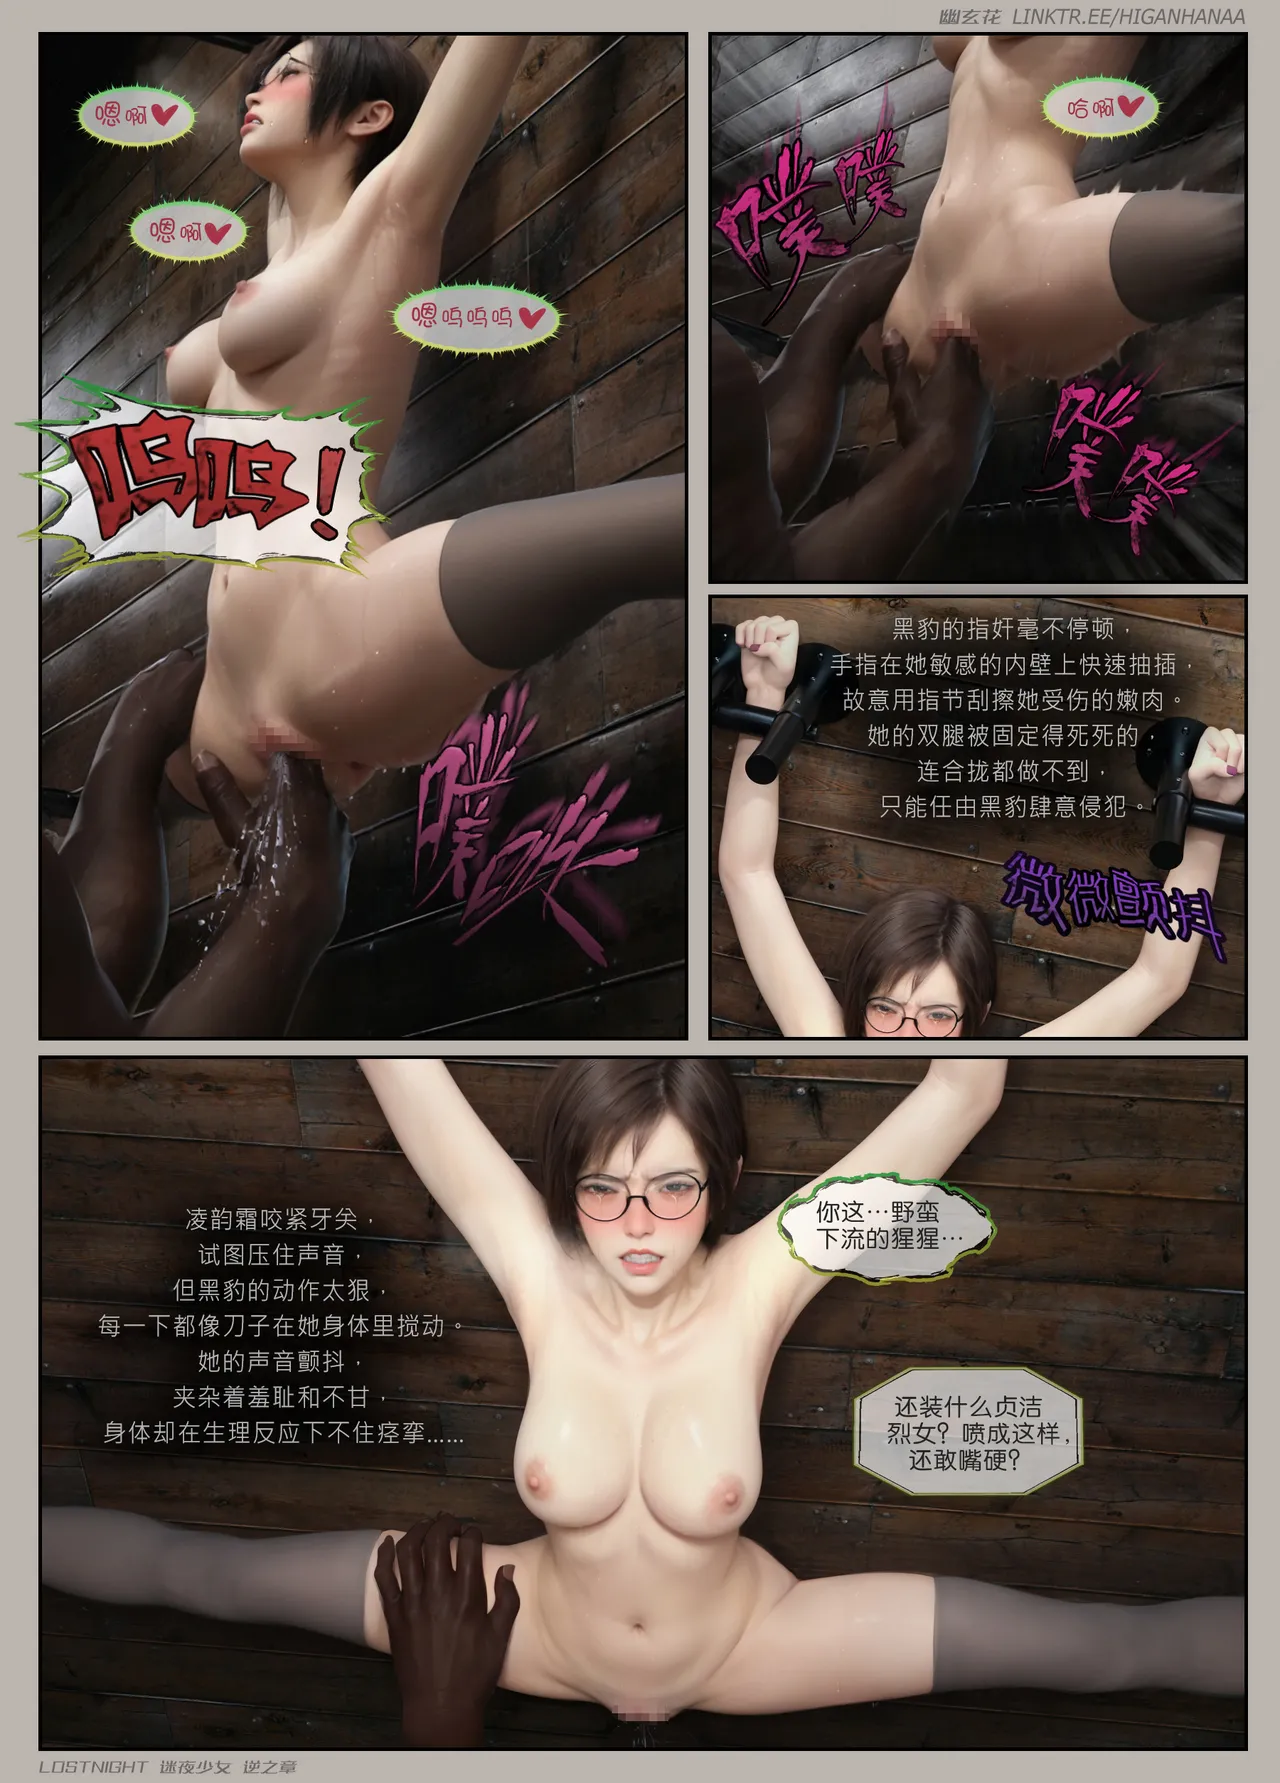 幽玄花 LINKTR.EE/HIGANHANAA
嗯啊♥
嗯啊♥
嗯呜呜呜♥
呜呜！
噗呲
哈啊♥
噗噗
噗噗
黑豹的指奸毫不停顿，
手指在她敏感的内壁上快速抽插，
故意用指节刮擦她受伤的嫩肉。
她的双腿被固定得死死的，
连合拢都做不到，
只能任由黑豹肆意侵犯。
微微颤抖
凌韵霜咬紧牙关，
试图压住声音，
但黑豹的动作太狠，
每一下都像刀子在她身体里搅动。
她的声音颤抖，
夹杂着羞耻和不甘，
身体却在生理反应下不住痉挛……
你这…野蛮
下流的猩猩…
还装什么贞洁
烈女？喷成这样，
还敢嘴硬？
LOSTNIGHT 迷夜少女 逆之章